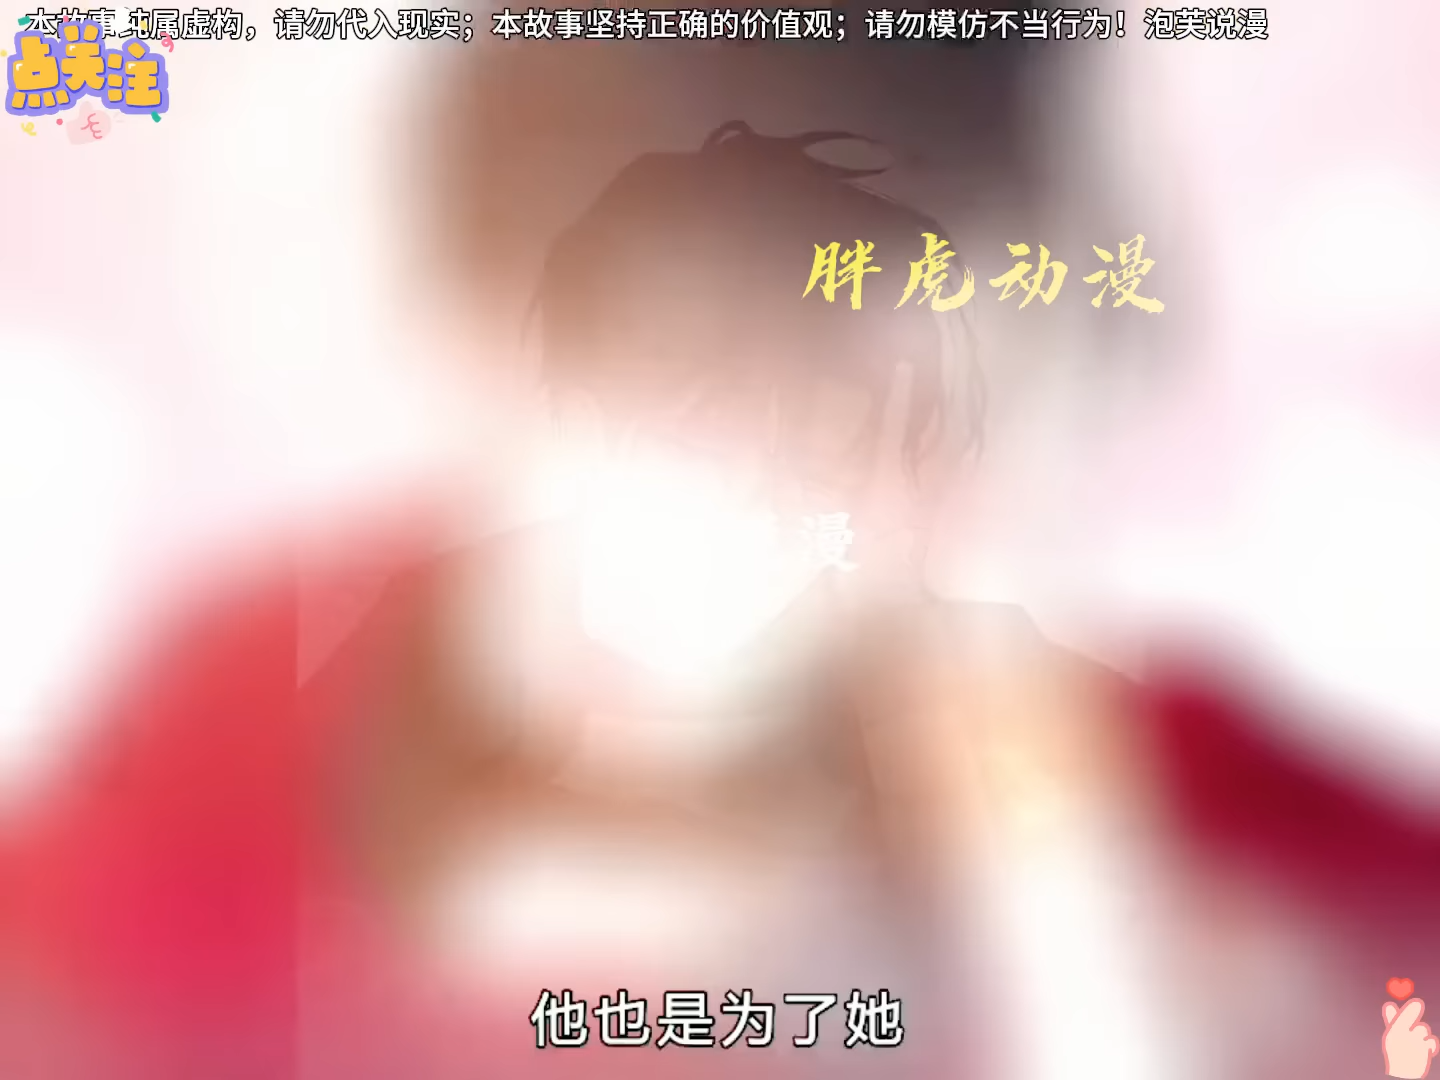 本故事纯属虚构，请勿代入现实；本故事坚持正确的价值观；请勿模仿不当行为！泡芙说漫
点关注
胖虎动漫
漫
他也是为了她